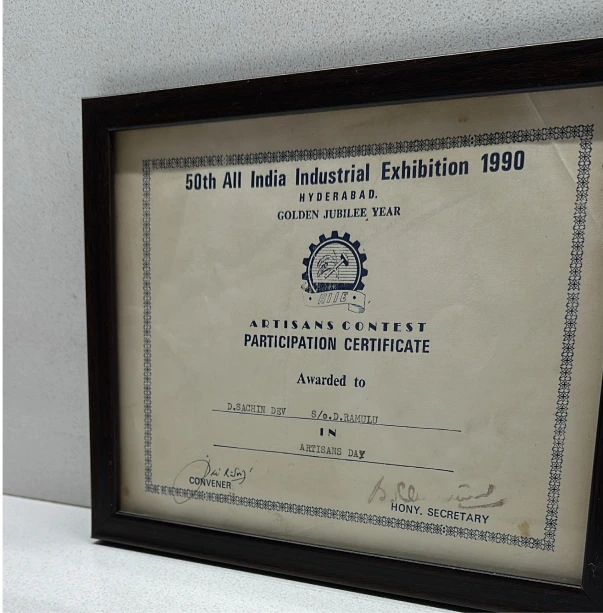 50th All India Industrial Exhibition 1990
HYDERABAD.
GOLDEN JUBILEE YEAR
AIIE
ARTISANS CONTEST
PARTICIPATION CERTIFICATE
Awarded to
D.SACHIN DEV S/o.D.RAMULU
IN
ARTISANS DAY
CONVENER
HONY. SECRETARY